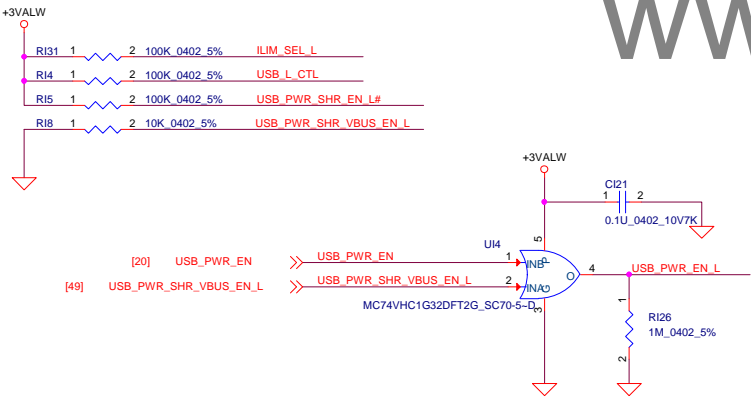 +3VALW
WW
RI31 1 2 100K_0402_5% ILIM_SEL_L
RI4 1 2 100K_0402_5% USB_L_CTL
RI5 1 2 100K_0402_5% USB_PWR_SHR_EN_L#
RI8 1 2 10K_0402_5% USB_PWR_SHR_VBUS_EN_L
+3VALW
CI21
1 2
0.1U_0402_10V7K
5
UI4
[20] USB_PWR_EN USB_PWR_EN 1 INB P
O 4 USB_PWR_EN_L
[49] USB_PWR_SHR_VBUS_EN_L USB_PWR_SHR_VBUS_EN_L 2 INA G
MC74VHC1G32DFT2G_SC70-5~D
3
1
RI26
1M_0402_5%
2